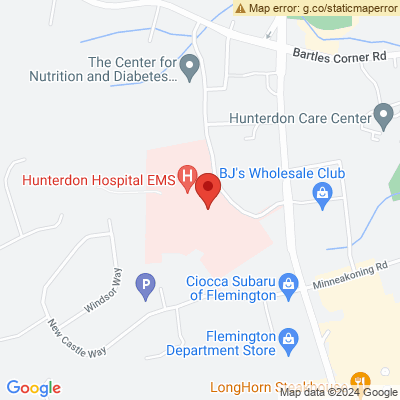 Map error: g.co/staticmaperror
Bartles Corner Rd
The Center for
Nutrition and Diabetes...
Hunterdon Care Center
Hunterdon Hospital EMS
H
BJ's Wholesale Club
Minneakoning Rd
Windsor Way
P
Ciocca Subaru
of Flemington
New Castle Way
Flemington
Department Store
LongHorn Steakhouse
Google
Map data ©2024 Google